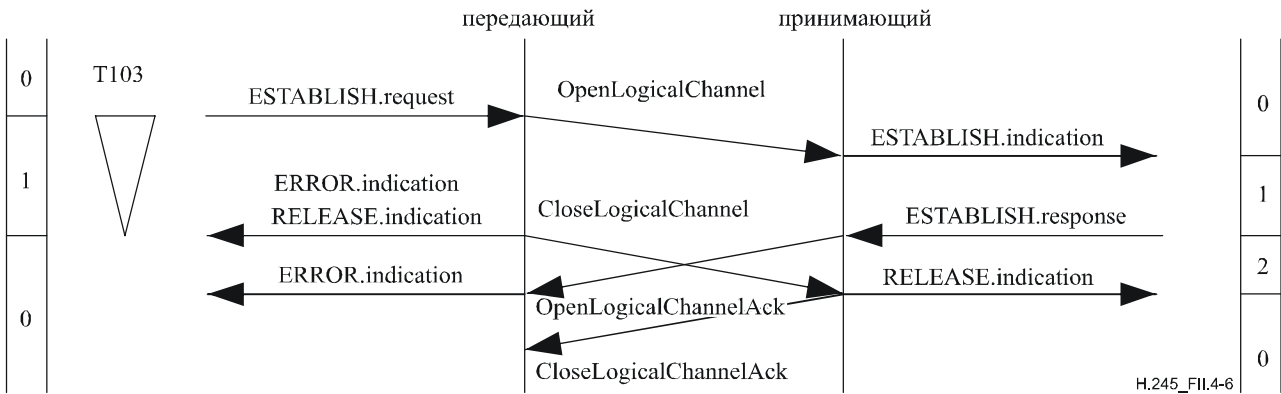 передающий
принимающий
0
T103
OpenLogicalChannel
ESTABLISH.request
0
ESTABLISH.indication
1
ERROR.indication
RELEASE.indication
CloseLogicalChannel
ESTABLISH.response
1
ERROR.indication
RELEASE.indication
2
OpenLogicalChannelAck
0
CloseLogicalChannelAck
0
H.245_FII.4-6